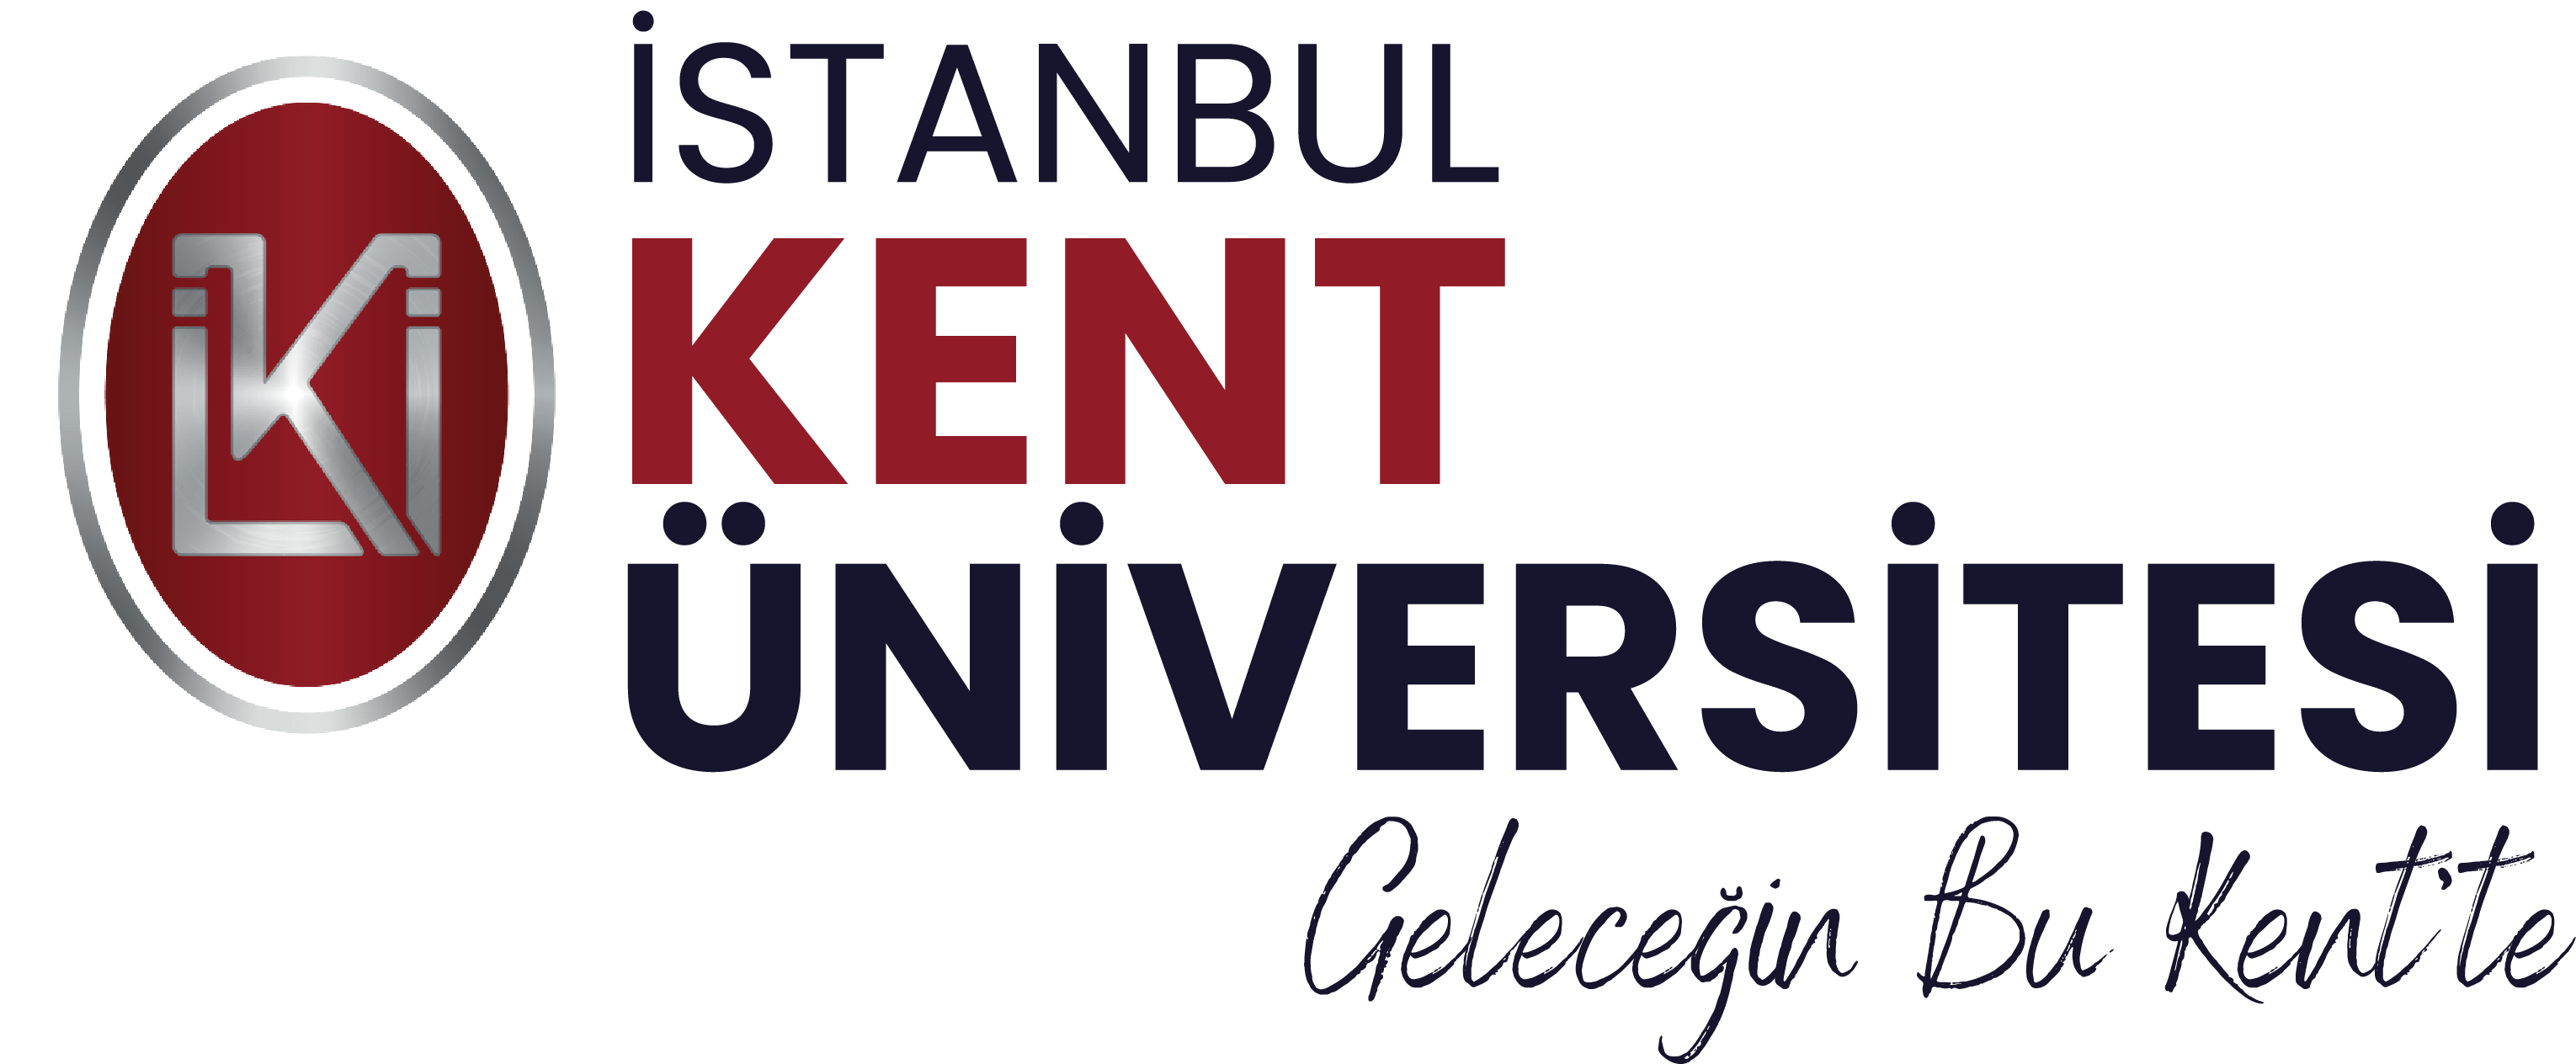 İSTANBUL
KENT
ÜNİVERSİTESİ
Geleceğin Bu Kent'te